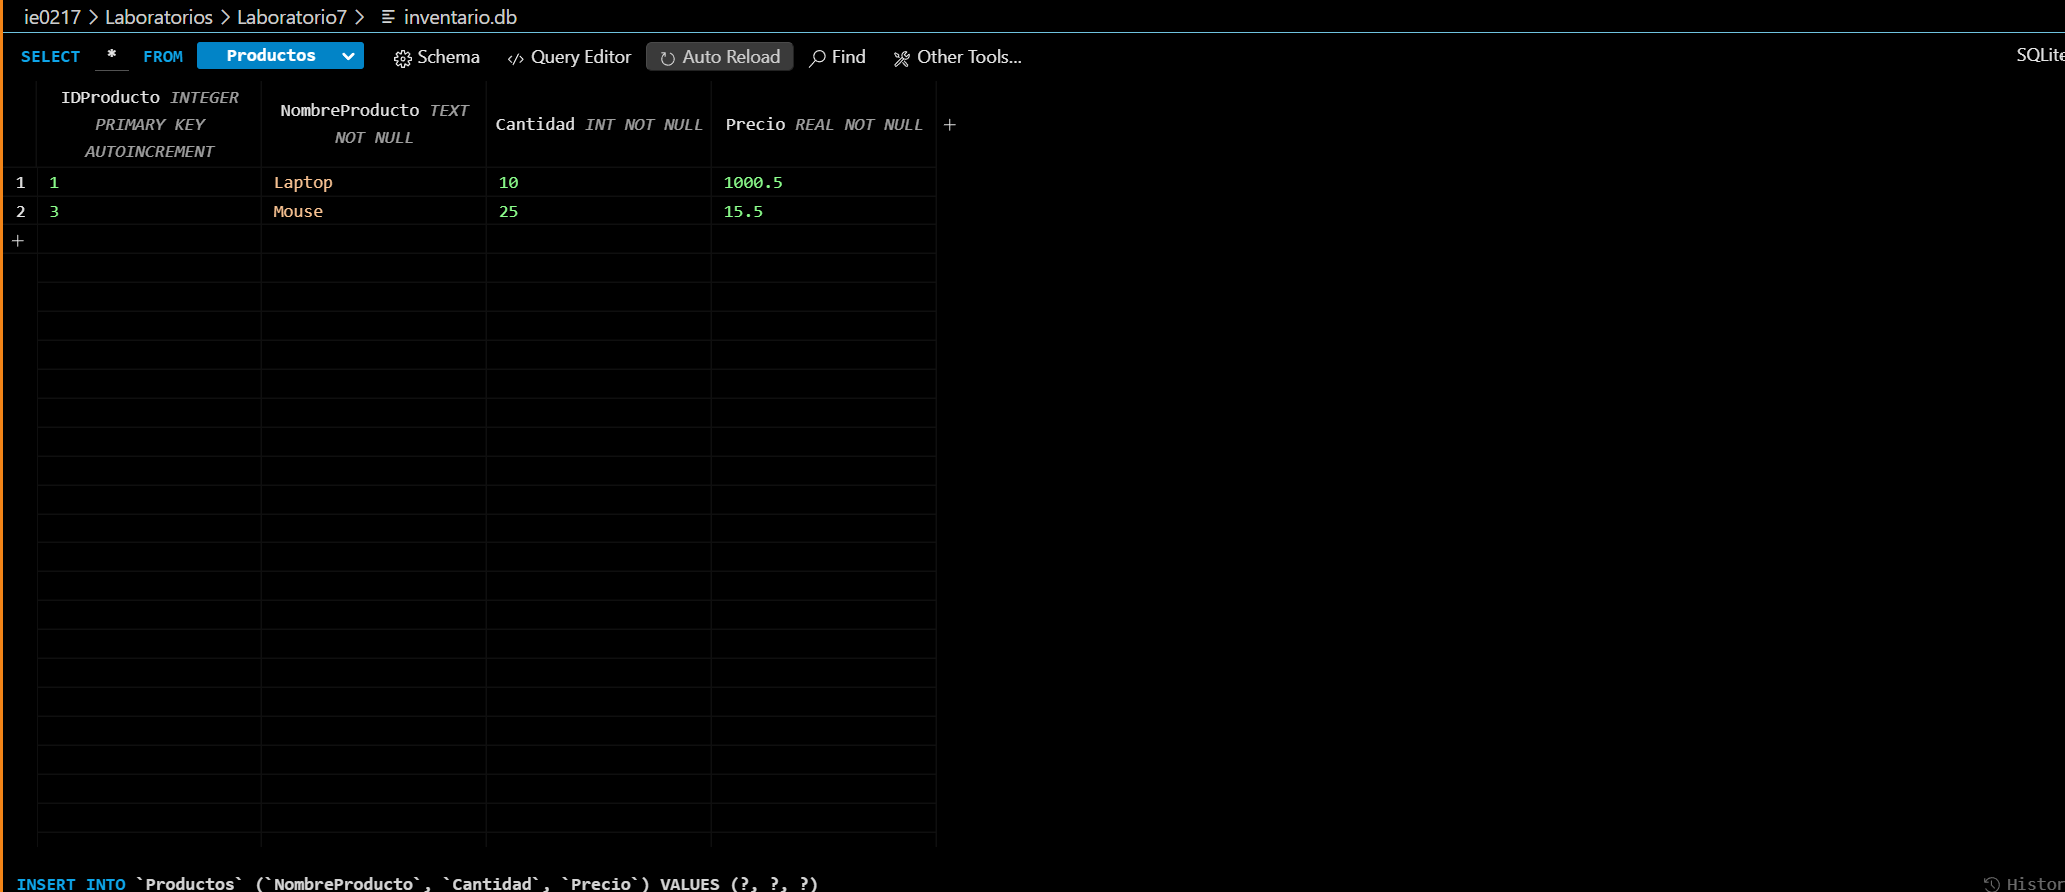 ie0217 > Laboratorios > Laboratorio7 > inventario.db
SELECT * FROM Productos Schema Query Editor Auto Reload Find Other Tools... SQLite
IDProducto INTEGER PRIMARY KEY AUTOINCREMENT NombreProducto TEXT NOT NULL Cantidad INT NOT NULL Precio REAL NOT NULL +
1 1 Laptop 10 1000.5
2 3 Mouse 25 15.5
+
INSERT INTO `Productos` (`NombreProducto`, `Cantidad`, `Precio`) VALUES (?, ?, ?) Histor